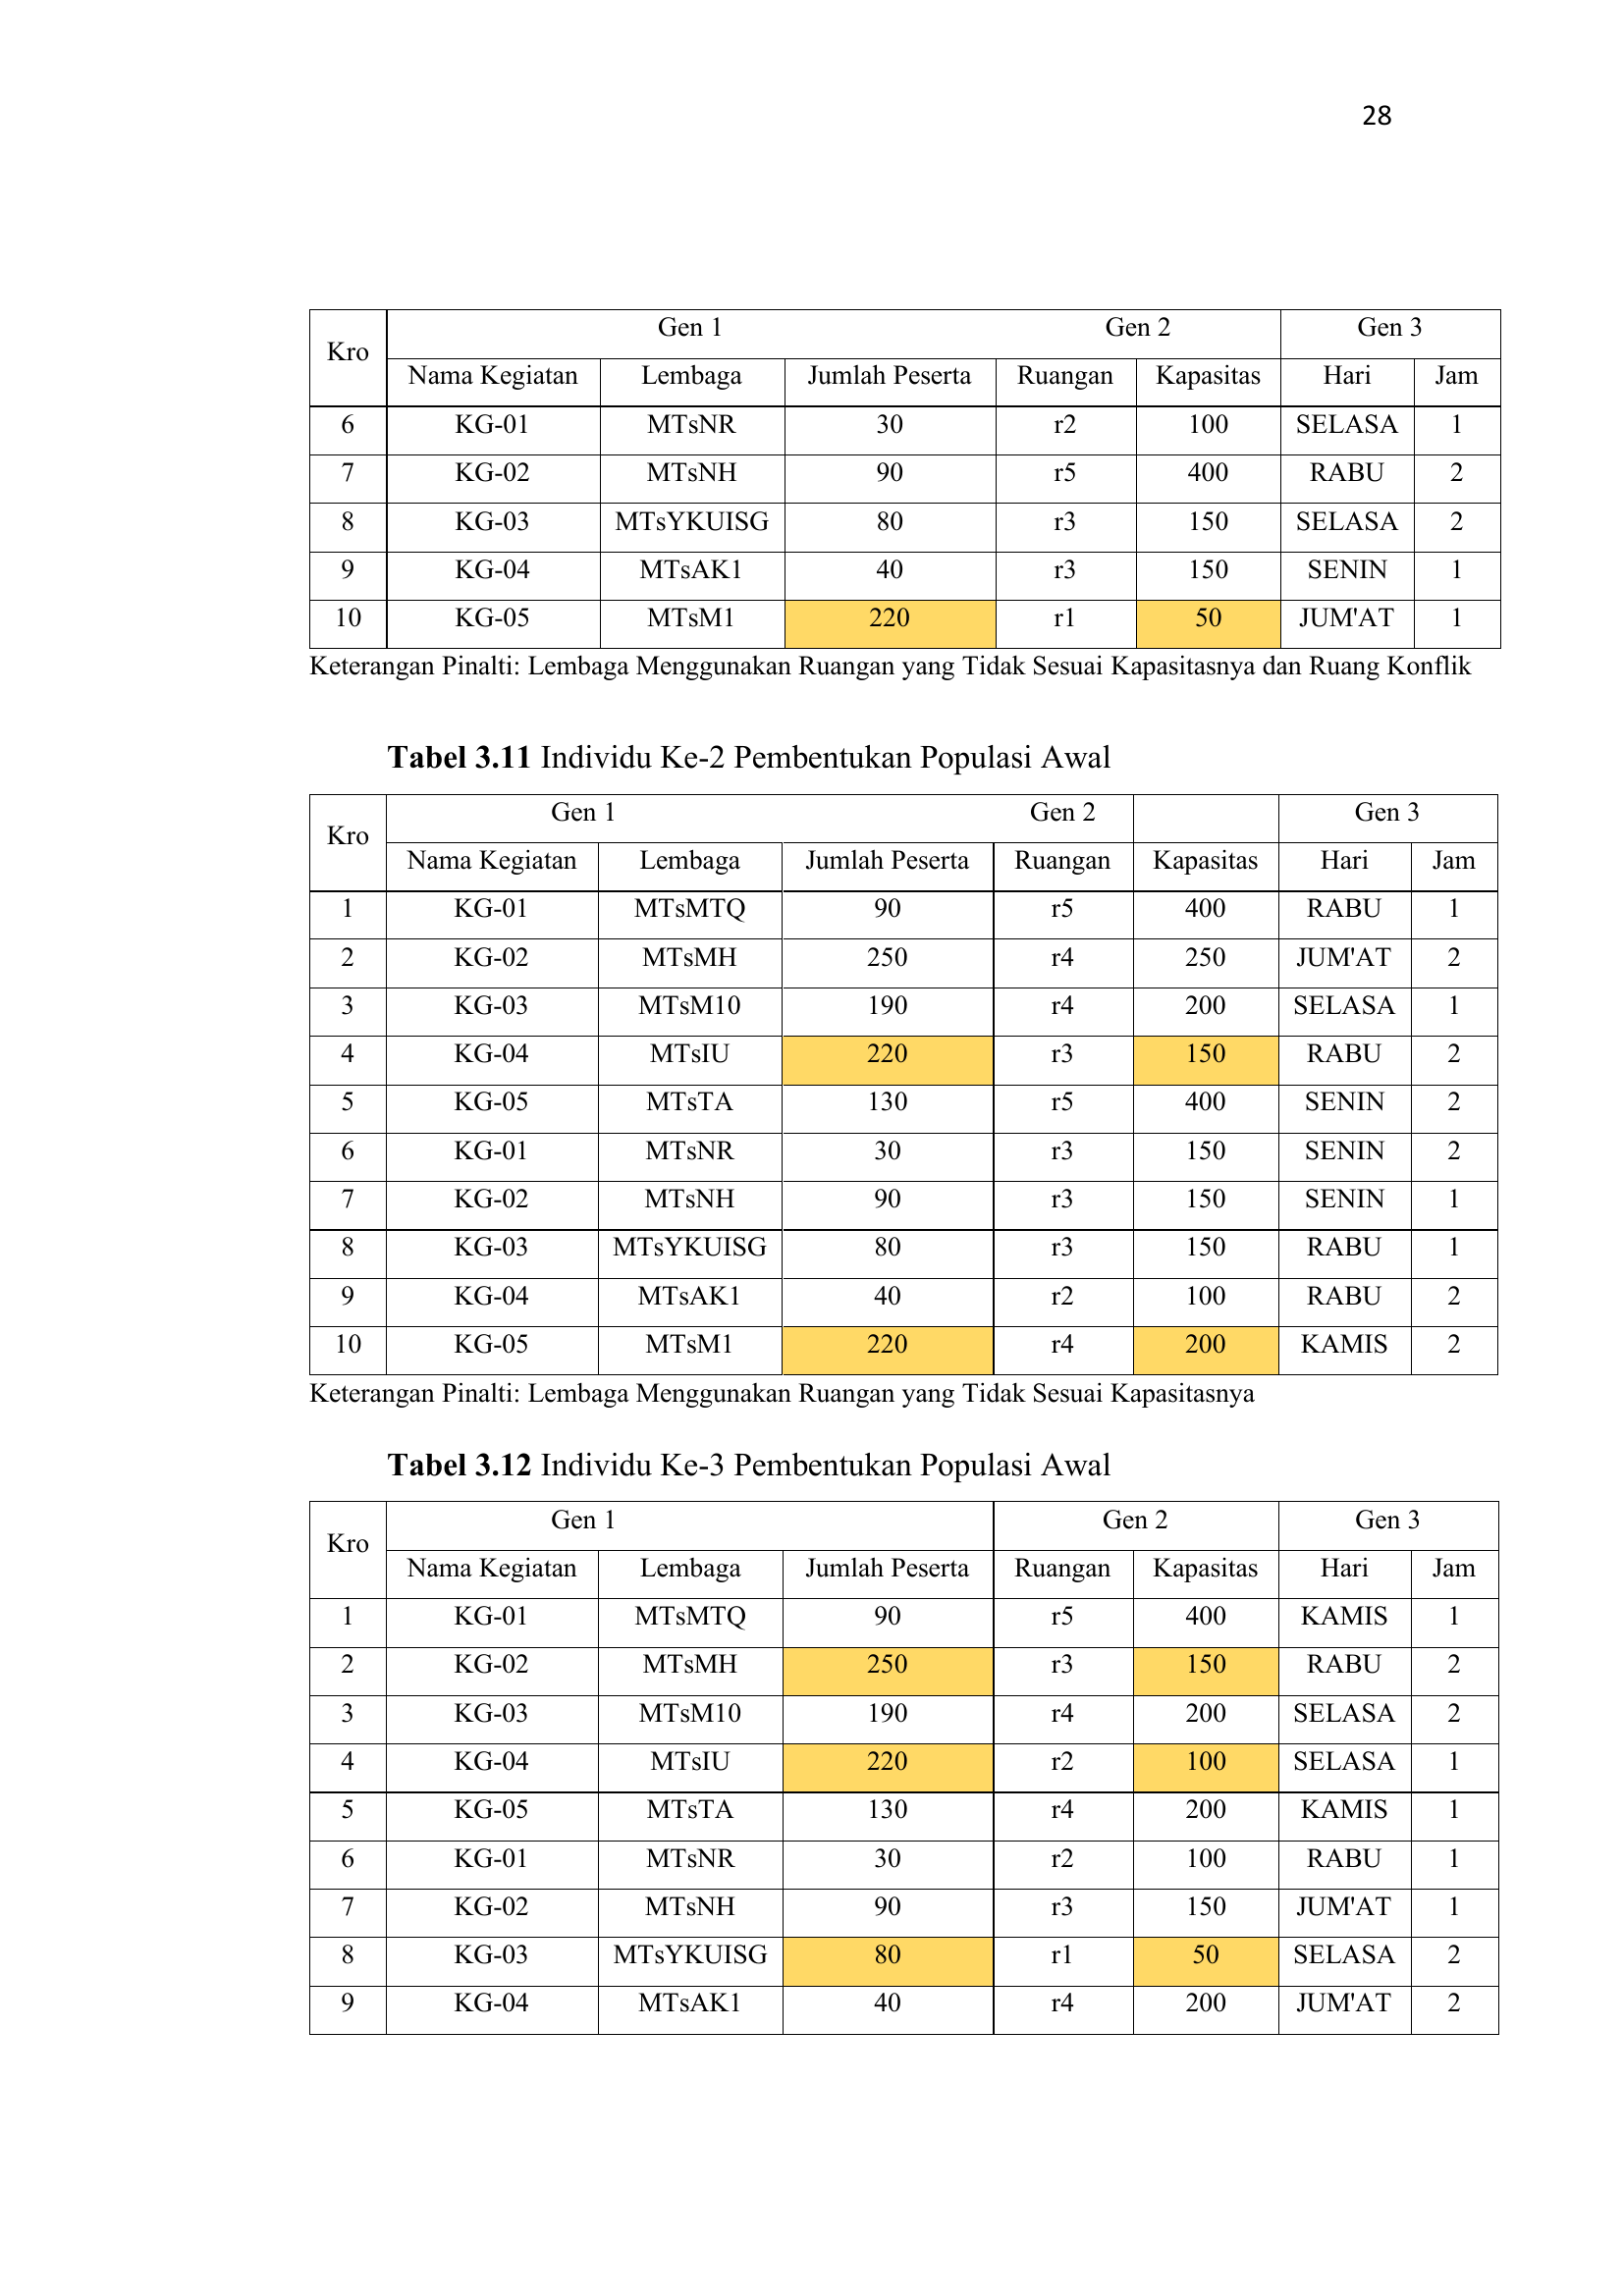 28
Kro Gen 1 Gen 2 Gen 3
Nama Kegiatan Lembaga Jumlah Peserta Ruangan Kapasitas Hari Jam
6 KG-01 MTsNR 30 r2 100 SELASA 1
7 KG-02 MTsNH 90 r5 400 RABU 2
8 KG-03 MTsYKUISG 80 r3 150 SELASA 2
9 KG-04 MTsAK1 40 r3 150 SENIN 1
10 KG-05 MTsM1 220 r1 50 JUM'AT 1
Keterangan Pinalti: Lembaga Menggunakan Ruangan yang Tidak Sesuai Kapasitasnya dan Ruang Konflik
Tabel 3.11 Individu Ke-2 Pembentukan Populasi Awal
Kro Gen 1 Gen 2 Gen 3
Nama Kegiatan Lembaga Jumlah Peserta Ruangan Kapasitas Hari Jam
1 KG-01 MTsMTQ 90 r5 400 RABU 1
2 KG-02 MTsMH 250 r4 250 JUM'AT 2
3 KG-03 MTsM10 190 r4 200 SELASA 1
4 KG-04 MTsIU 220 r3 150 RABU 2
5 KG-05 MTsTA 130 r5 400 SENIN 2
6 KG-01 MTsNR 30 r3 150 SENIN 2
7 KG-02 MTsNH 90 r3 150 SENIN 1
8 KG-03 MTsYKUISG 80 r3 150 RABU 1
9 KG-04 MTsAK1 40 r2 100 RABU 2
10 KG-05 MTsM1 220 r4 200 KAMIS 2
Keterangan Pinalti: Lembaga Menggunakan Ruangan yang Tidak Sesuai Kapasitasnya
Tabel 3.12 Individu Ke-3 Pembentukan Populasi Awal
Kro Gen 1 Gen 2 Gen 3
Nama Kegiatan Lembaga Jumlah Peserta Ruangan Kapasitas Hari Jam
1 KG-01 MTsMTQ 90 r5 400 KAMIS 1
2 KG-02 MTsMH 250 r3 150 RABU 2
3 KG-03 MTsM10 190 r4 200 SELASA 2
4 KG-04 MTsIU 220 r2 100 SELASA 1
5 KG-05 MTsTA 130 r4 200 KAMIS 1
6 KG-01 MTsNR 30 r2 100 RABU 1
7 KG-02 MTsNH 90 r3 150 JUM'AT 1
8 KG-03 MTsYKUISG 80 r1 50 SELASA 2
9 KG-04 MTsAK1 40 r4 200 JUM'AT 2